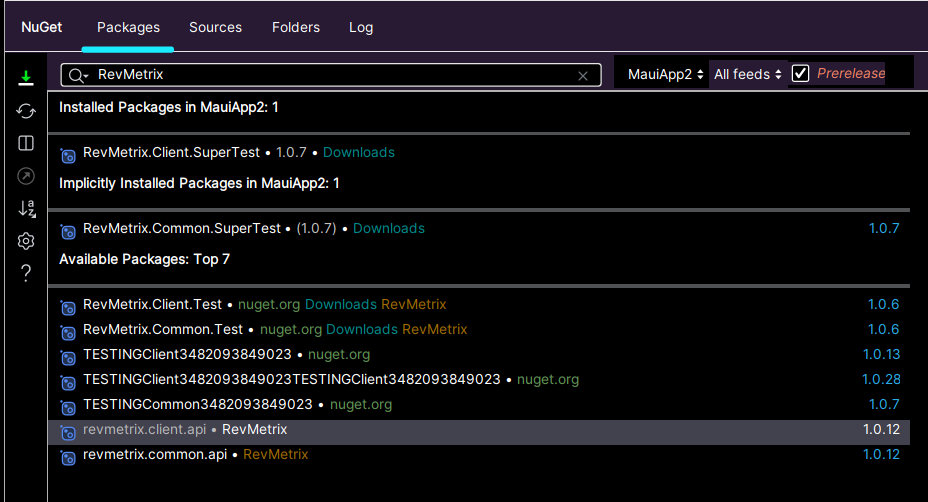 NuGet Packages Sources Folders Log
RevMetrix MauiApp2 All feeds Prerelease
Installed Packages in MauiApp2: 1
RevMetrix.Client.SuperTest • 1.0.7 • Downloads
Implicitly Installed Packages in MauiApp2: 1
RevMetrix.Common.SuperTest • (1.0.7) • Downloads 1.0.7
Available Packages: Top 7
RevMetrix.Client.Test • nuget.org Downloads RevMetrix 1.0.6
RevMetrix.Common.Test • nuget.org Downloads RevMetrix 1.0.6
TESTINGClient3482093849023 • nuget.org 1.0.13
TESTINGClient3482093849023TESTINGClient3482093849023 • nuget.org 1.0.28
TESTINGCommon3482093849023 • nuget.org 1.0.7
revmetrix.client.api • RevMetrix 1.0.12
revmetrix.common.api • RevMetrix 1.0.12